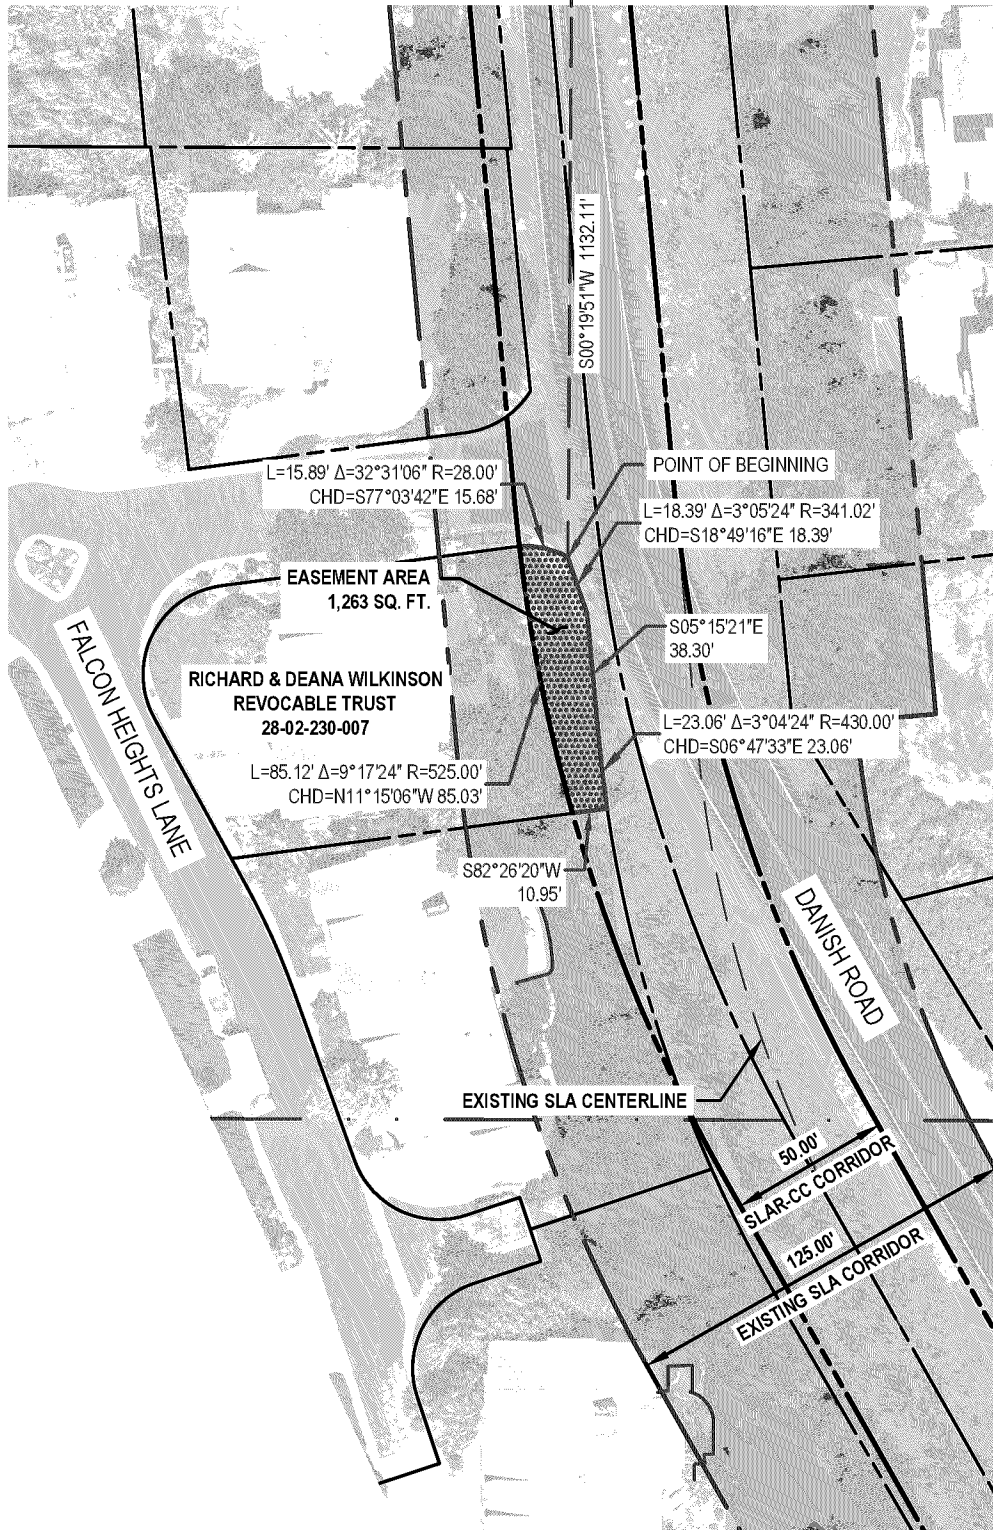 S00°19'51"W 1132.11'
L=15.89' Δ=32°31'06" R=28.00'
CHD=S77°03'42"E 15.68'
POINT OF BEGINNING
L=18.39' Δ=3°05'24" R=341.02'
CHD=S18°49'16"E 18.39'
EASEMENT AREA
1,263 SQ. FT.
S05°15'21"E
38.30'
FALCON HEIGHTS LANE
RICHARD & DEANA WILKINSON
REVOCABLE TRUST
28-02-230-007
L=23.06' Δ=3°04'24" R=430.00'
CHD=S06°47'33"E 23.06'
L=85.12' Δ=9°17'24" R=525.00'
CHD=N11°15'06"W 85.03'
S82°26'20"W
10.95'
DANISH ROAD
EXISTING SLA CENTERLINE
50.00'
SLAR-CC CORRIDOR
125.00'
EXISTING SLA CORRIDOR